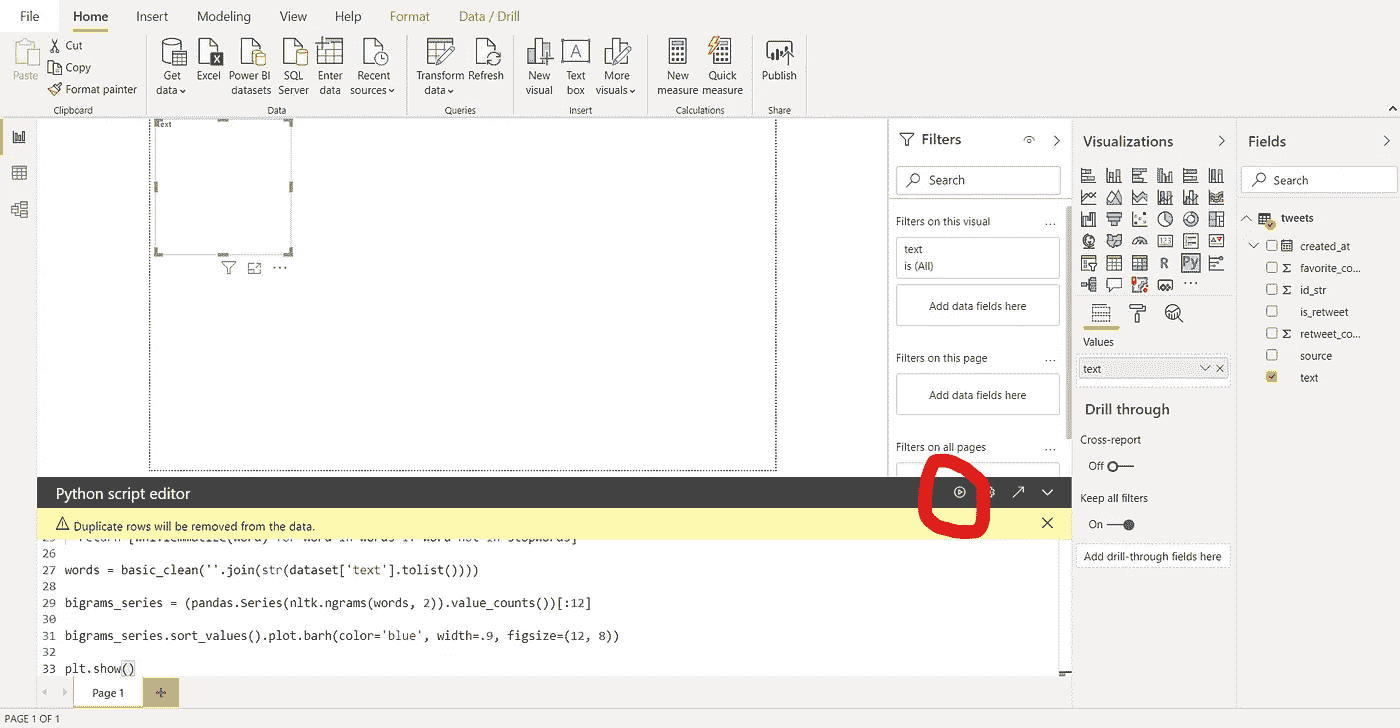 File Home Insert Modeling View Help Format Data / Drill
Paste
Cut
Copy
Format painter
Clipboard
Get data
Excel
Power BI datasets
SQL Server
Enter data
Recent sources
Data
Transform data
Refresh
Queries
New visual
Text box
More visuals
Insert
New measure
Quick measure
Calculations
Publish
Share
text
Filters
Search
Filters on this visual ...
text
is (All)
Add data fields here
Filters on this page ...
Add data fields here
Filters on all pages ...
Visualizations
R Py
123
...
Values
text
Drill through
Cross-report
Off
Keep all filters
On
Add drill-through fields here
Fields
Search
tweets
created_at
favorite_co...
id_str
is_retweet
retweet_co...
source
text
Python script editor
Duplicate rows will be removed from the data.
26
27 words = basic_clean(''.join(str(dataset['text'].tolist())))
28
29 bigrams_series = (pandas.Series(nltk.ngrams(words, 2)).value_counts())[:12]
30
31 bigrams_series.sort_values().plot.barh(color='blue', width=.9, figsize=(12, 8))
32
33 plt.show()
Page 1
PAGE 1 OF 1